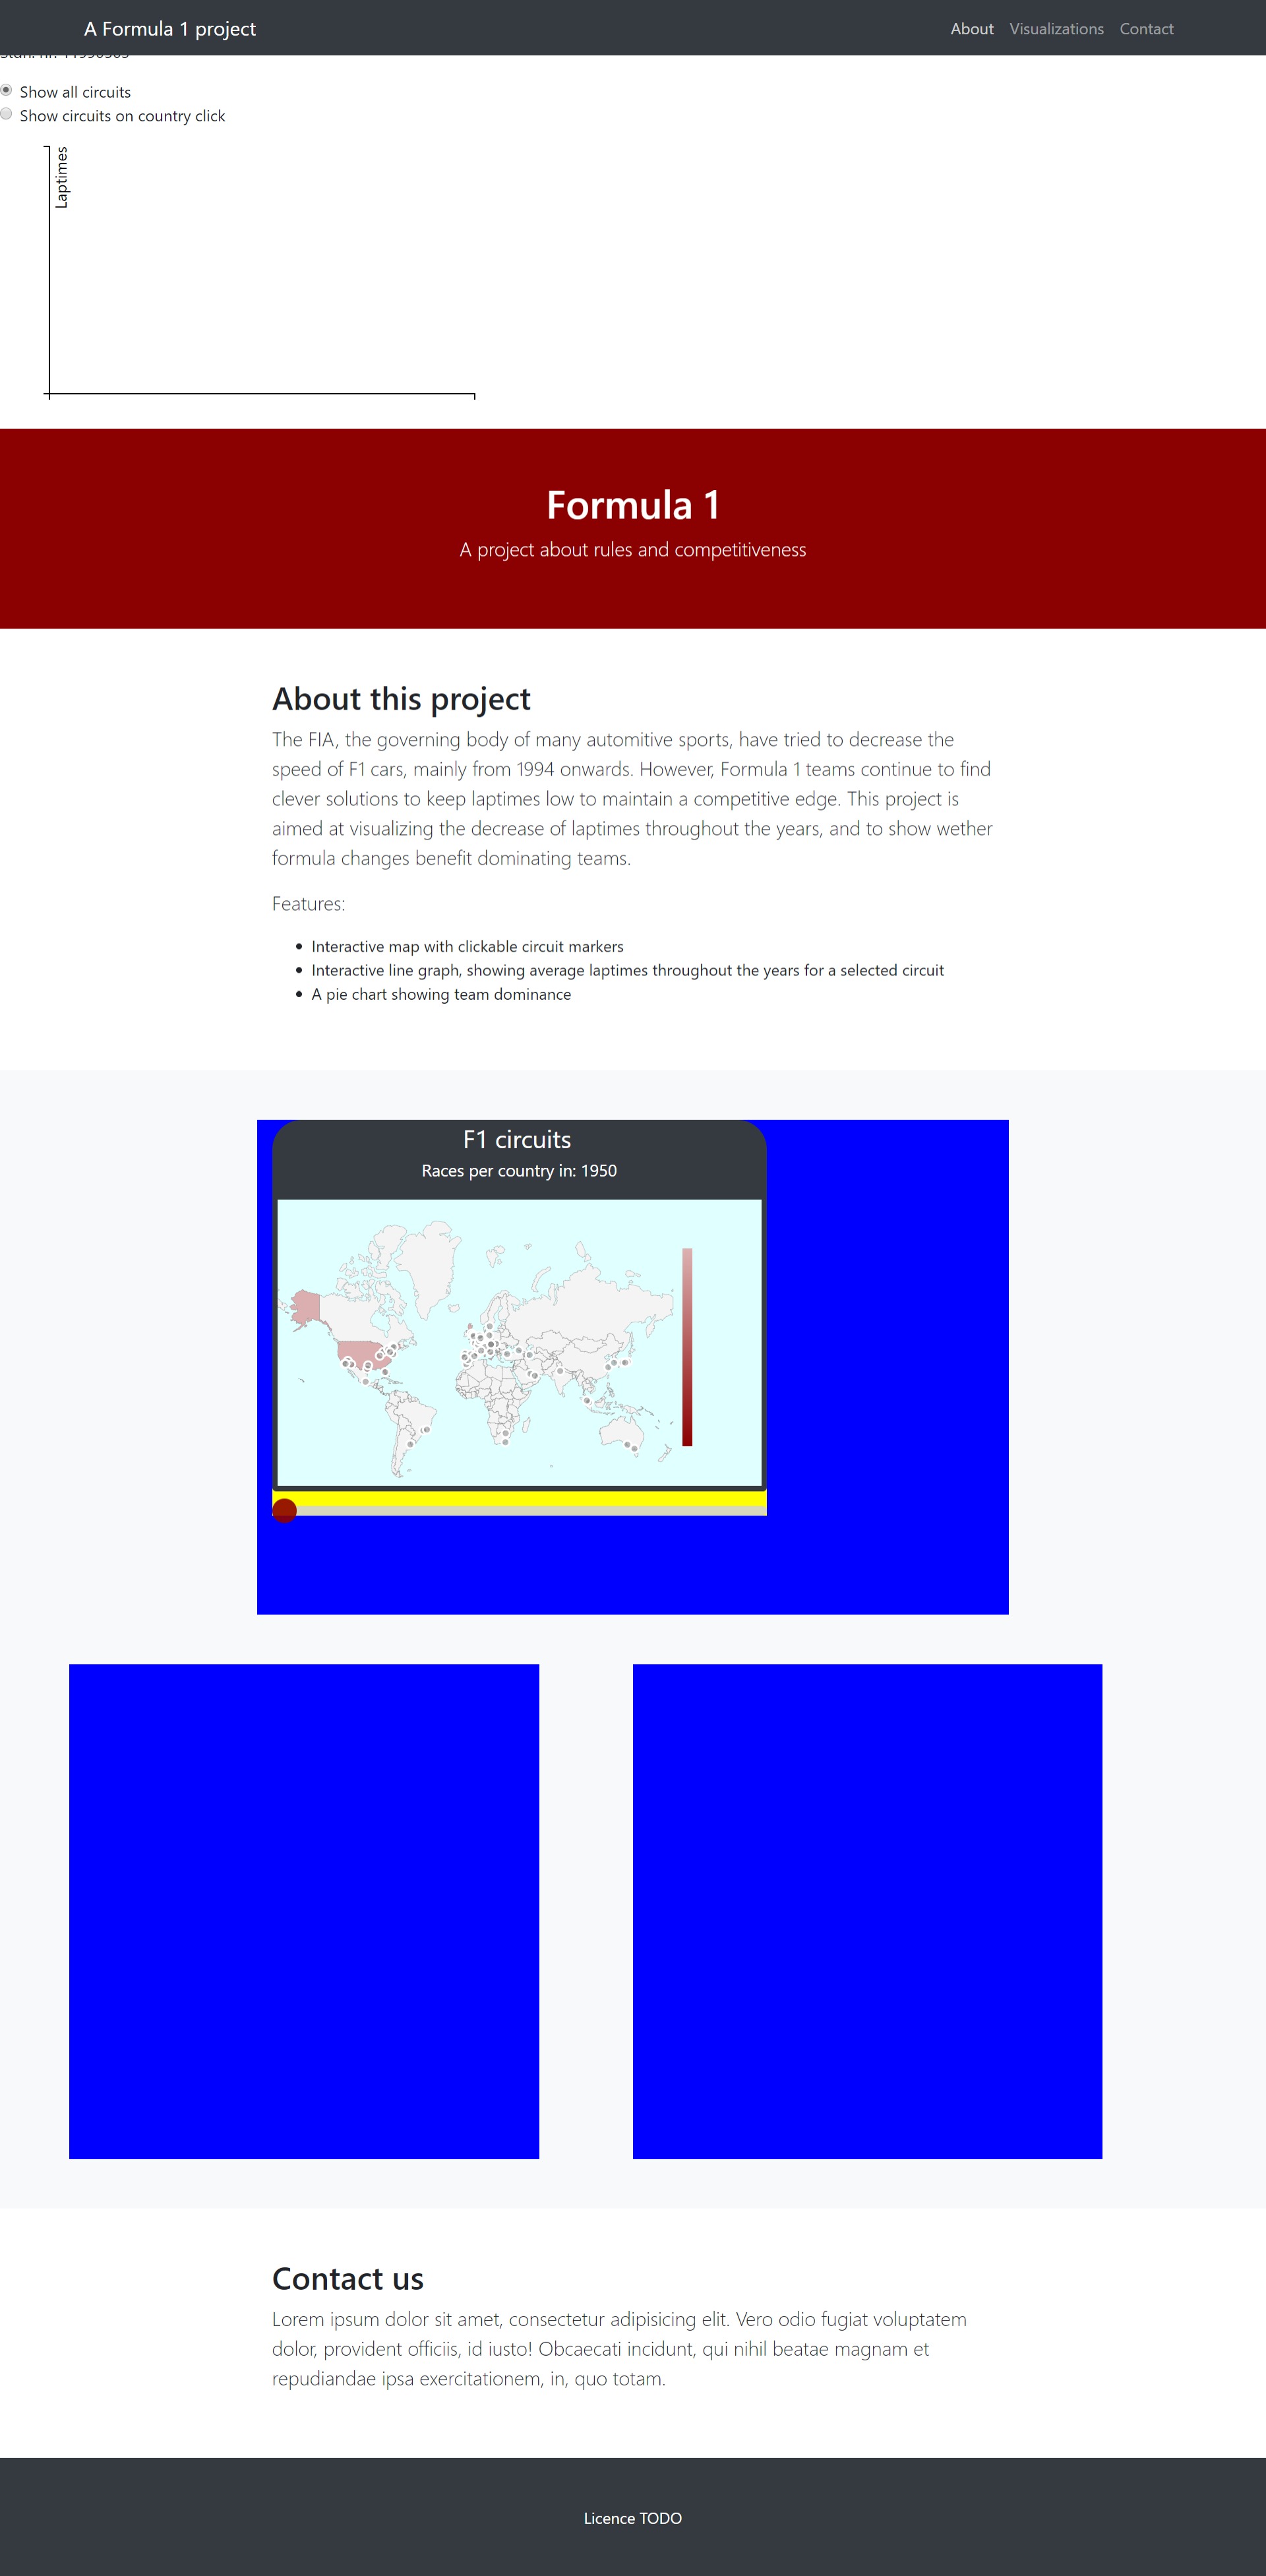 A Formula 1 project
About Visualizations Contact
Show all circuits
Show circuits on country click
Laptimes
Formula 1
A project about rules and competitiveness
About this project
The FIA, the governing body of many automitive sports, have tried to decrease the
speed of F1 cars, mainly from 1994 onwards. However, Formula 1 teams continue to find
clever solutions to keep laptimes low to maintain a competitive edge. This project is
aimed at visualizing the decrease of laptimes throughout the years, and to show wether
formula changes benefit dominating teams.
Features:
Interactive map with clickable circuit markers
Interactive line graph, showing average laptimes throughout the years for a selected circuit
A pie chart showing team dominance
F1 circuits
Races per country in: 1950
Contact us
Lorem ipsum dolor sit amet, consectetur adipisicing elit. Vero odio fugiat voluptatem
dolor, provident officiis, id iusto! Obcaecati incidunt, qui nihil beatae magnam et
repudiandae ipsa exercitationem, in, quo totam.
Licence TODO